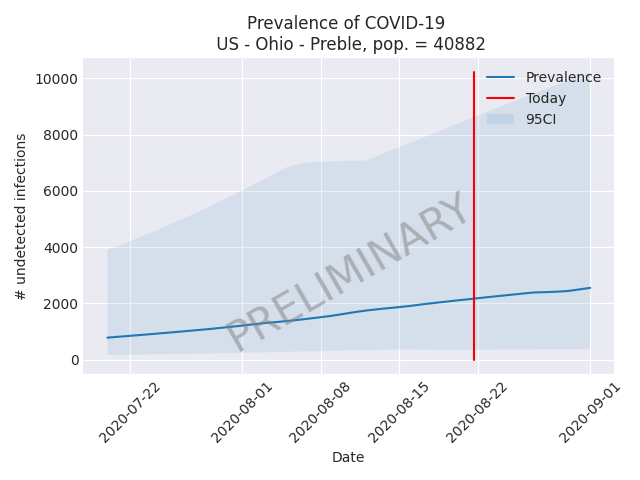 Prevalence of COVID-19
US - Ohio - Preble, pop. = 40882
10000
8000
6000
4000
2000
0
# undetected infections
Prevalence
Today
95CI
PRELIMINARY
2020-07-22
2020-08-01
2020-08-08
2020-08-15
2020-08-22
2020-09-01
Date